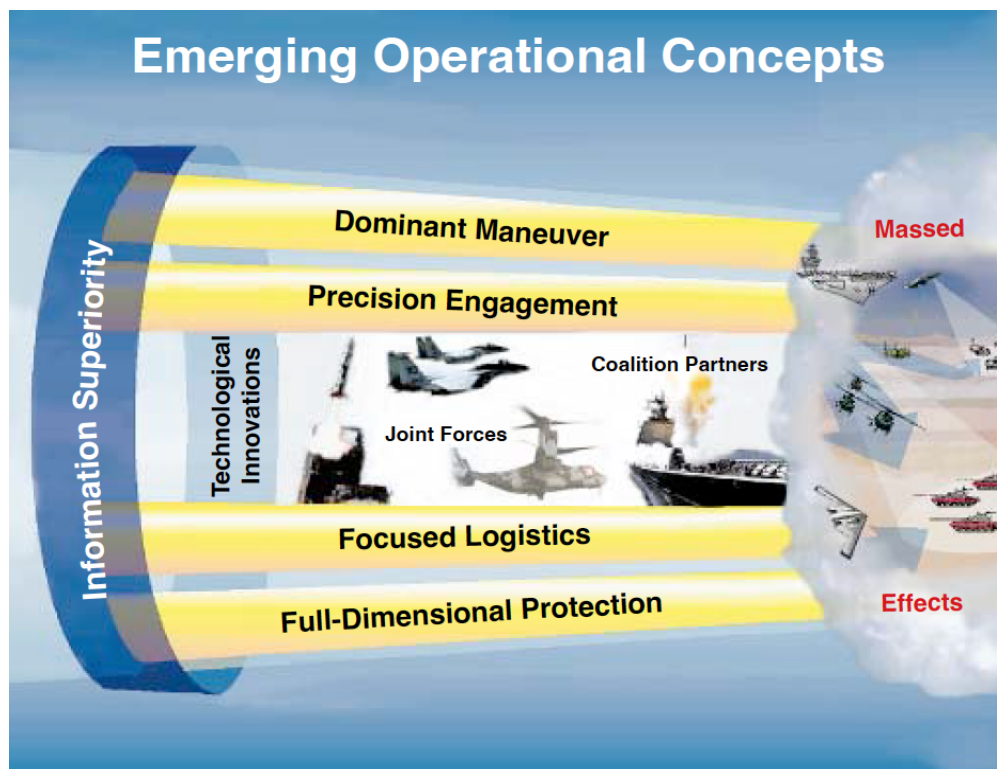 Emerging Operational Concepts
Information Superiority
Dominant Maneuver
Precision Engagement
Technological
Innovations
Joint Forces
Coalition Partners
Focused Logistics
Full-Dimensional Protection
Massed
Effects